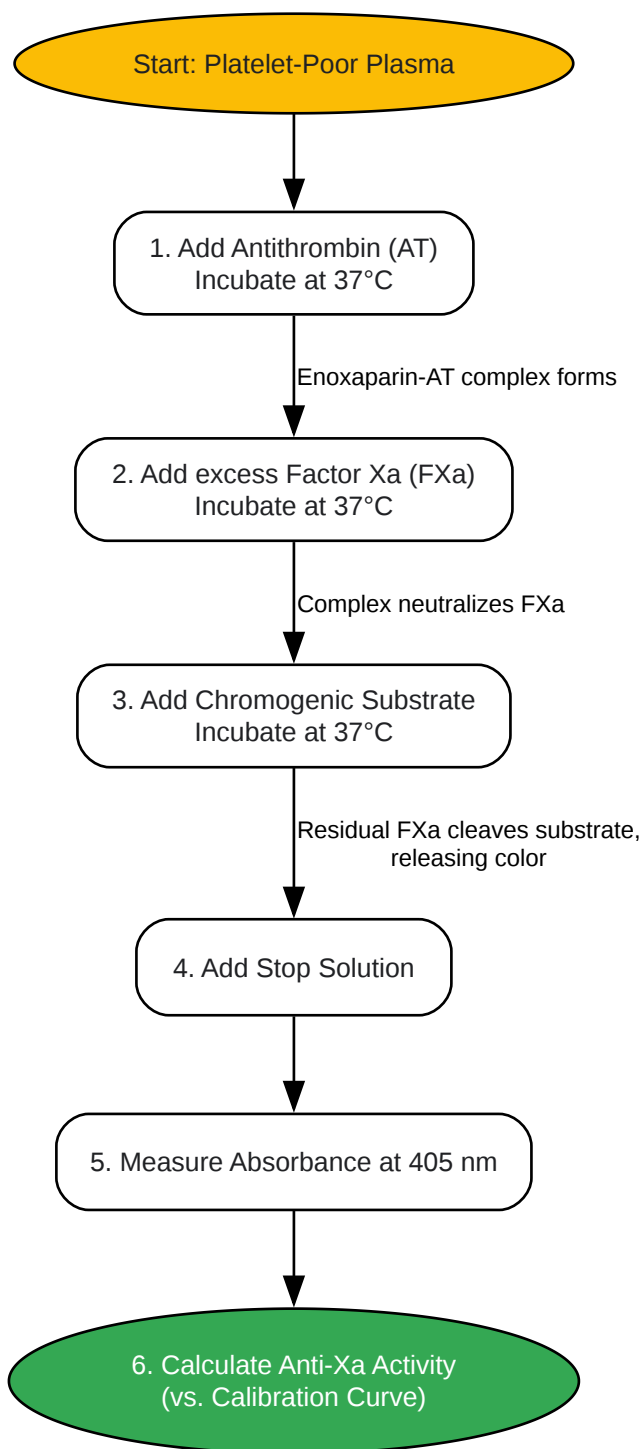 Start: Platelet-Poor Plasma
1. Add Antithrombin (AT)
Incubate at 37°C
Enoxaparin-AT complex forms
2. Add excess Factor Xa (FXa)
Incubate at 37°C
Complex neutralizes FXa
3. Add Chromogenic Substrate
Incubate at 37°C
Residual FXa cleaves substrate,
releasing color
4. Add Stop Solution
5. Measure Absorbance at 405 nm
6. Calculate Anti-Xa Activity
(vs. Calibration Curve)